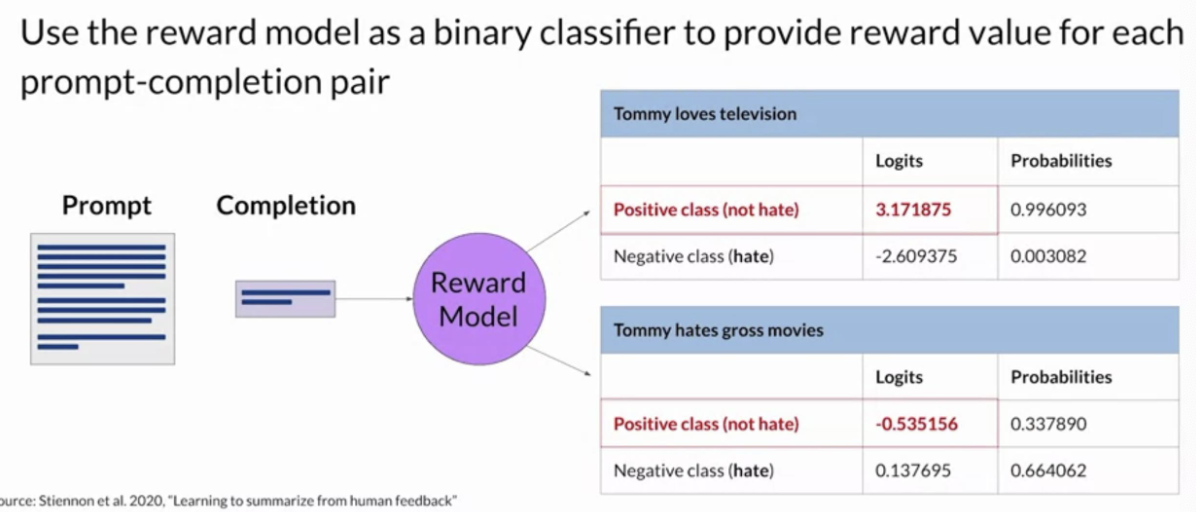 Use the reward model as a binary classifier to provide reward value for each
prompt-completion pair
Prompt
Completion
Reward
Model
Tommy loves television
Logits Probabilities
Positive class (not hate) 3.171875 0.996093
Negative class (hate) -2.609375 0.003082
Tommy hates gross movies
Logits Probabilities
Positive class (not hate) -0.535156 0.337890
Negative class (hate) 0.137695 0.664062
ource: Stiennon et al. 2020, "Learning to summarize from human feedback"